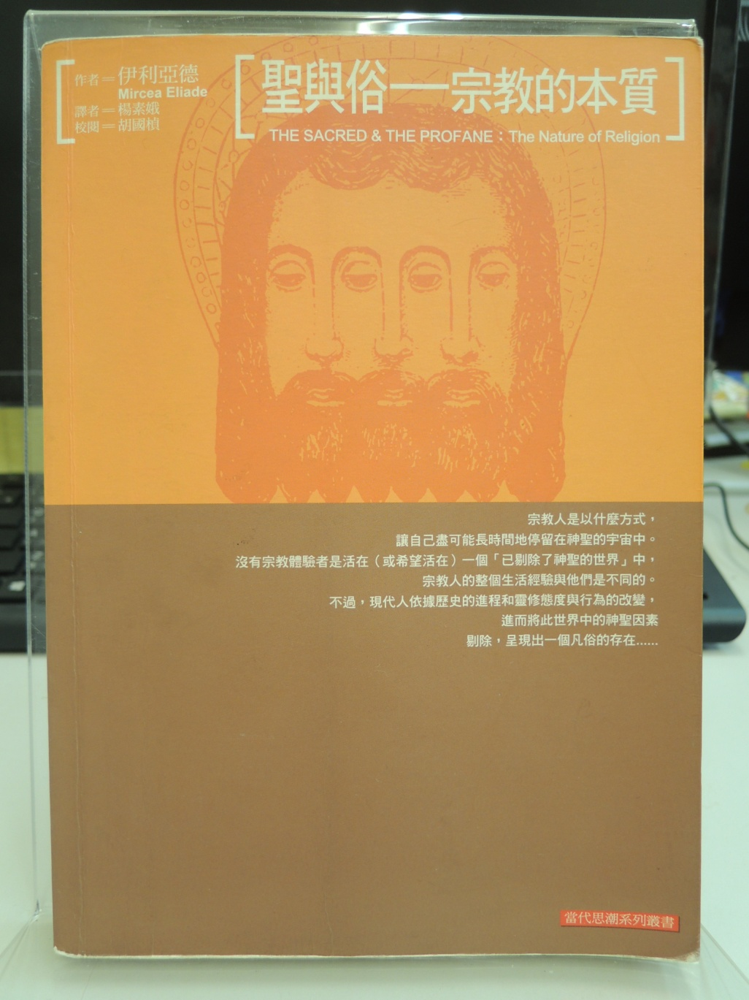 作者＝伊利亞德
Mircea Eliade
譯者＝楊素娥
校閱＝胡國楨
聖與俗——宗教的本質
THE SACRED & THE PROFANE：The Nature of Religion
宗教人是以什麼方式，
讓自己盡可能長時間地停留在神聖的宇宙中。
沒有宗教體驗者是活在（或希望活在）一個「已剔除了神聖的世界」中，
宗教人的整個生活經驗與他們是不同的。
不過，現代人依據歷史的進程和靈修態度與行為的改變，
進而將此世界中的神聖因素
剔除，呈現出一個凡俗的存在......
當代思潮系列叢書